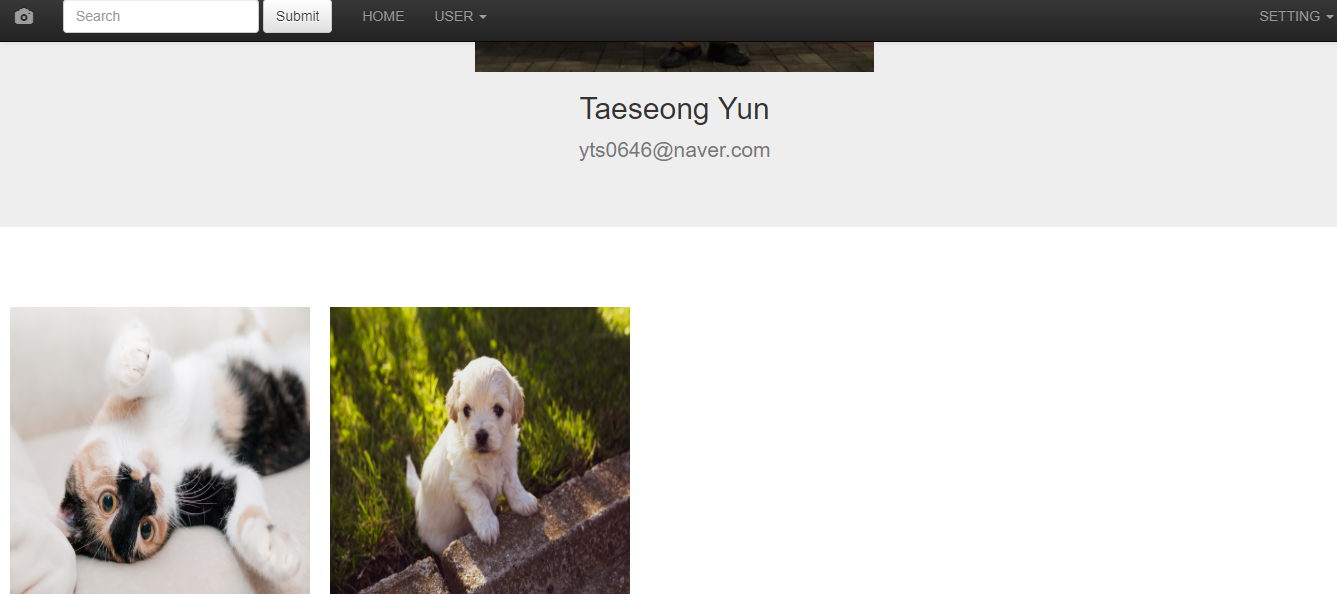 Search Submit HOME USER SETTING
Taeseong Yun
yts0646@naver.com